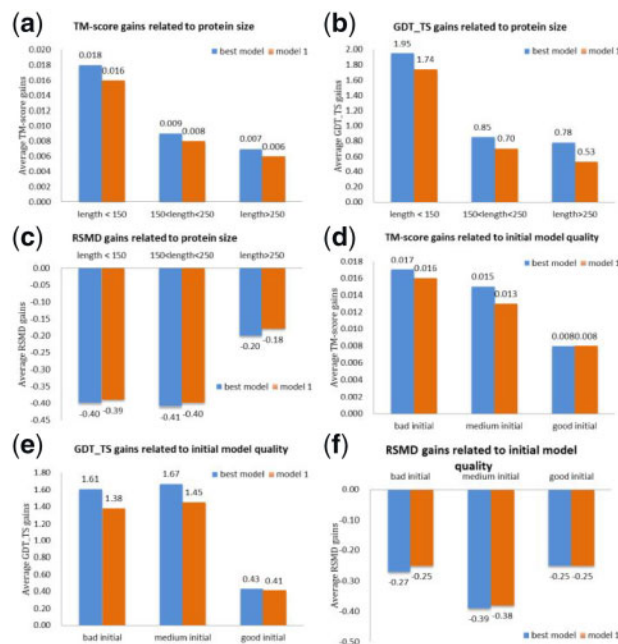 (a)
TM-score gains related to protein size
best model
model 1
Average TM-score gains
0.020
0.018
0.016
0.014
0.012
0.010
0.008
0.006
0.004
0.002
0.000
0.018
0.016
0.009
0.008
0.007
0.006
length < 150
150<length<250
length>250
(b)
GDT_TS gains related to protein size
best model
model 1
Average GDT_TS gains
2.00
1.80
1.60
1.40
1.20
1.00
0.80
0.60
0.40
0.20
0.00
1.95
1.74
0.85
0.70
0.78
0.53
length < 150
150<length<250
length>250
(c)
RSMD gains related to protein size
length < 150
150<length<250
length>250
Average RSMD gains
0.00
-0.05
-0.10
-0.15
-0.20
-0.25
-0.30
-0.35
-0.40
-0.45
-0.40
-0.39
-0.41
-0.40
-0.20
-0.18
best model
model 1
(d)
TM-score gains related to initial model quality
best model
model 1
Average TM-score gains
0.018
0.016
0.014
0.012
0.010
0.008
0.006
0.004
0.002
0.000
0.017
0.016
0.015
0.013
0.008
0.008
bad initial
medium initial
good initial
(e)
GDT_TS gains related to initial model quality
best model
model 1
Average GDT_TS gains
1.80
1.60
1.40
1.20
1.00
0.80
0.60
0.40
0.20
0.00
1.61
1.38
1.67
1.45
0.43
0.41
bad initial
medium initial
good initial
(f)
RSMD gains related to initial model
quality
bad initial
medium initial
good initial
Average RSMD gains
0.00
-0.10
-0.20
-0.30
-0.40
-0.50
-0.27
-0.25
-0.39
-0.38
-0.25
-0.25
best model
model 1